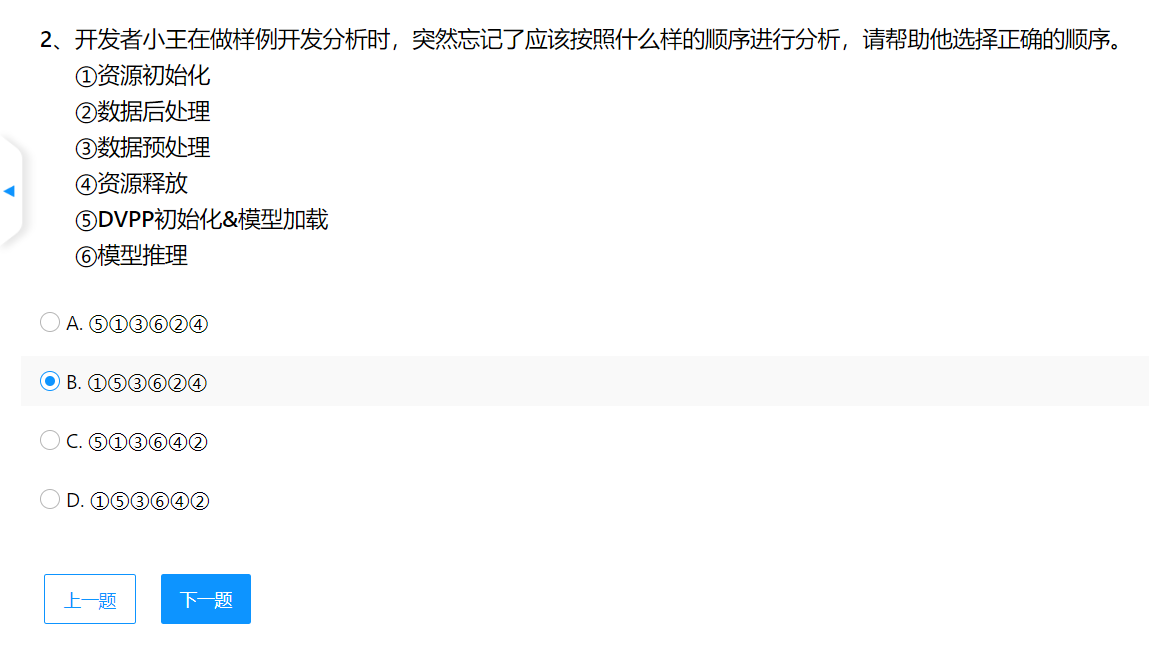 2、开发者小王在做样例开发分析时，突然忘记了应该按照什么样的顺序进行分析，请帮助他选择正确的顺序。
①资源初始化
②数据后处理
③数据预处理
④资源释放
⑤DVPP初始化&模型加载
⑥模型推理
A. ⑤①③⑥②④
B. ①⑤③⑥②④
C. ⑤①③⑥④②
D. ①⑤③⑥④②
上一题 下一题